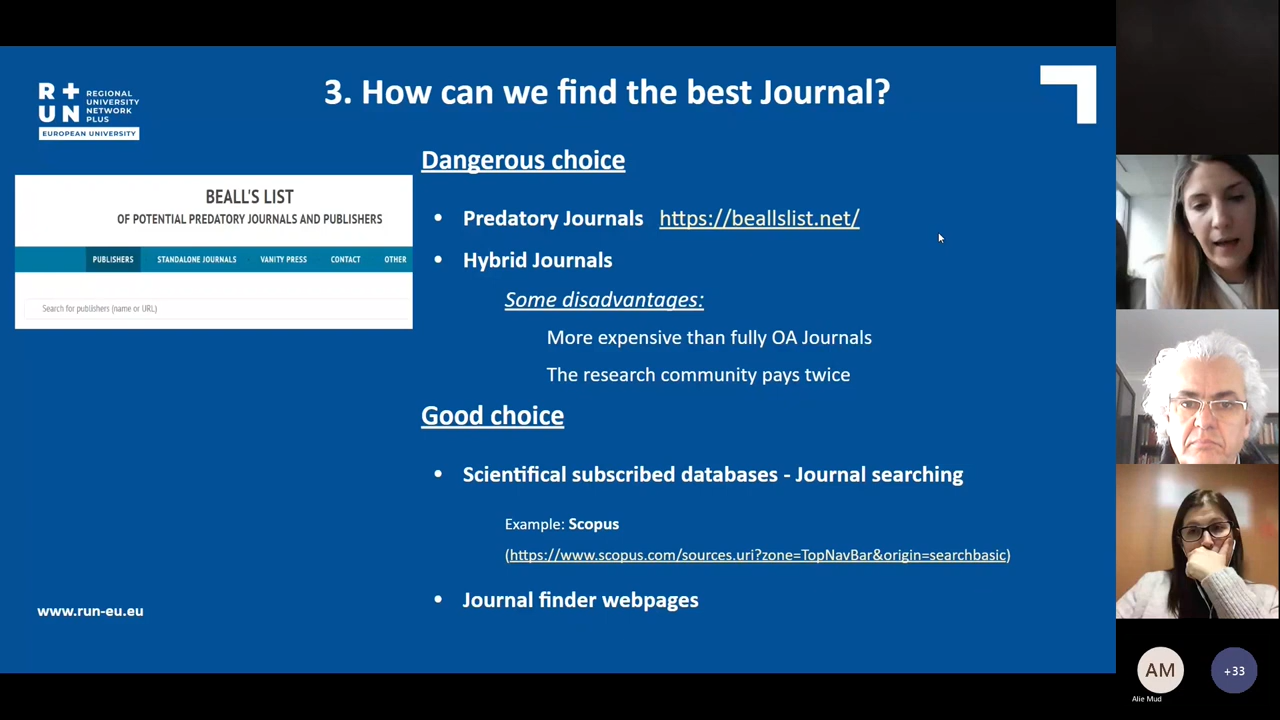 R+UN REGIONAL UNIVERSITY NETWORK PLUS
EUROPEAN UNIVERSITY
3. How can we find the best Journal?
BEALL'S LIST
OF POTENTIAL PREDATORY JOURNALS AND PUBLISHERS
PUBLISHERS STANDALONE JOURNALS VANITY PRESS CONTACT OTHER
Search for publishers (name or URL)
Dangerous choice
• Predatory Journals https://beallslist.net/
• Hybrid Journals
Some disadvantages:
More expensive than fully OA Journals
The research community pays twice
Good choice
• Scientifical subscribed databases - Journal searching
Example: Scopus
(https://www.scopus.com/sources.uri?zone=TopNavBar&origin=searchbasic)
• Journal finder webpages
www.run-eu.eu
AM
Alie Mud
+33